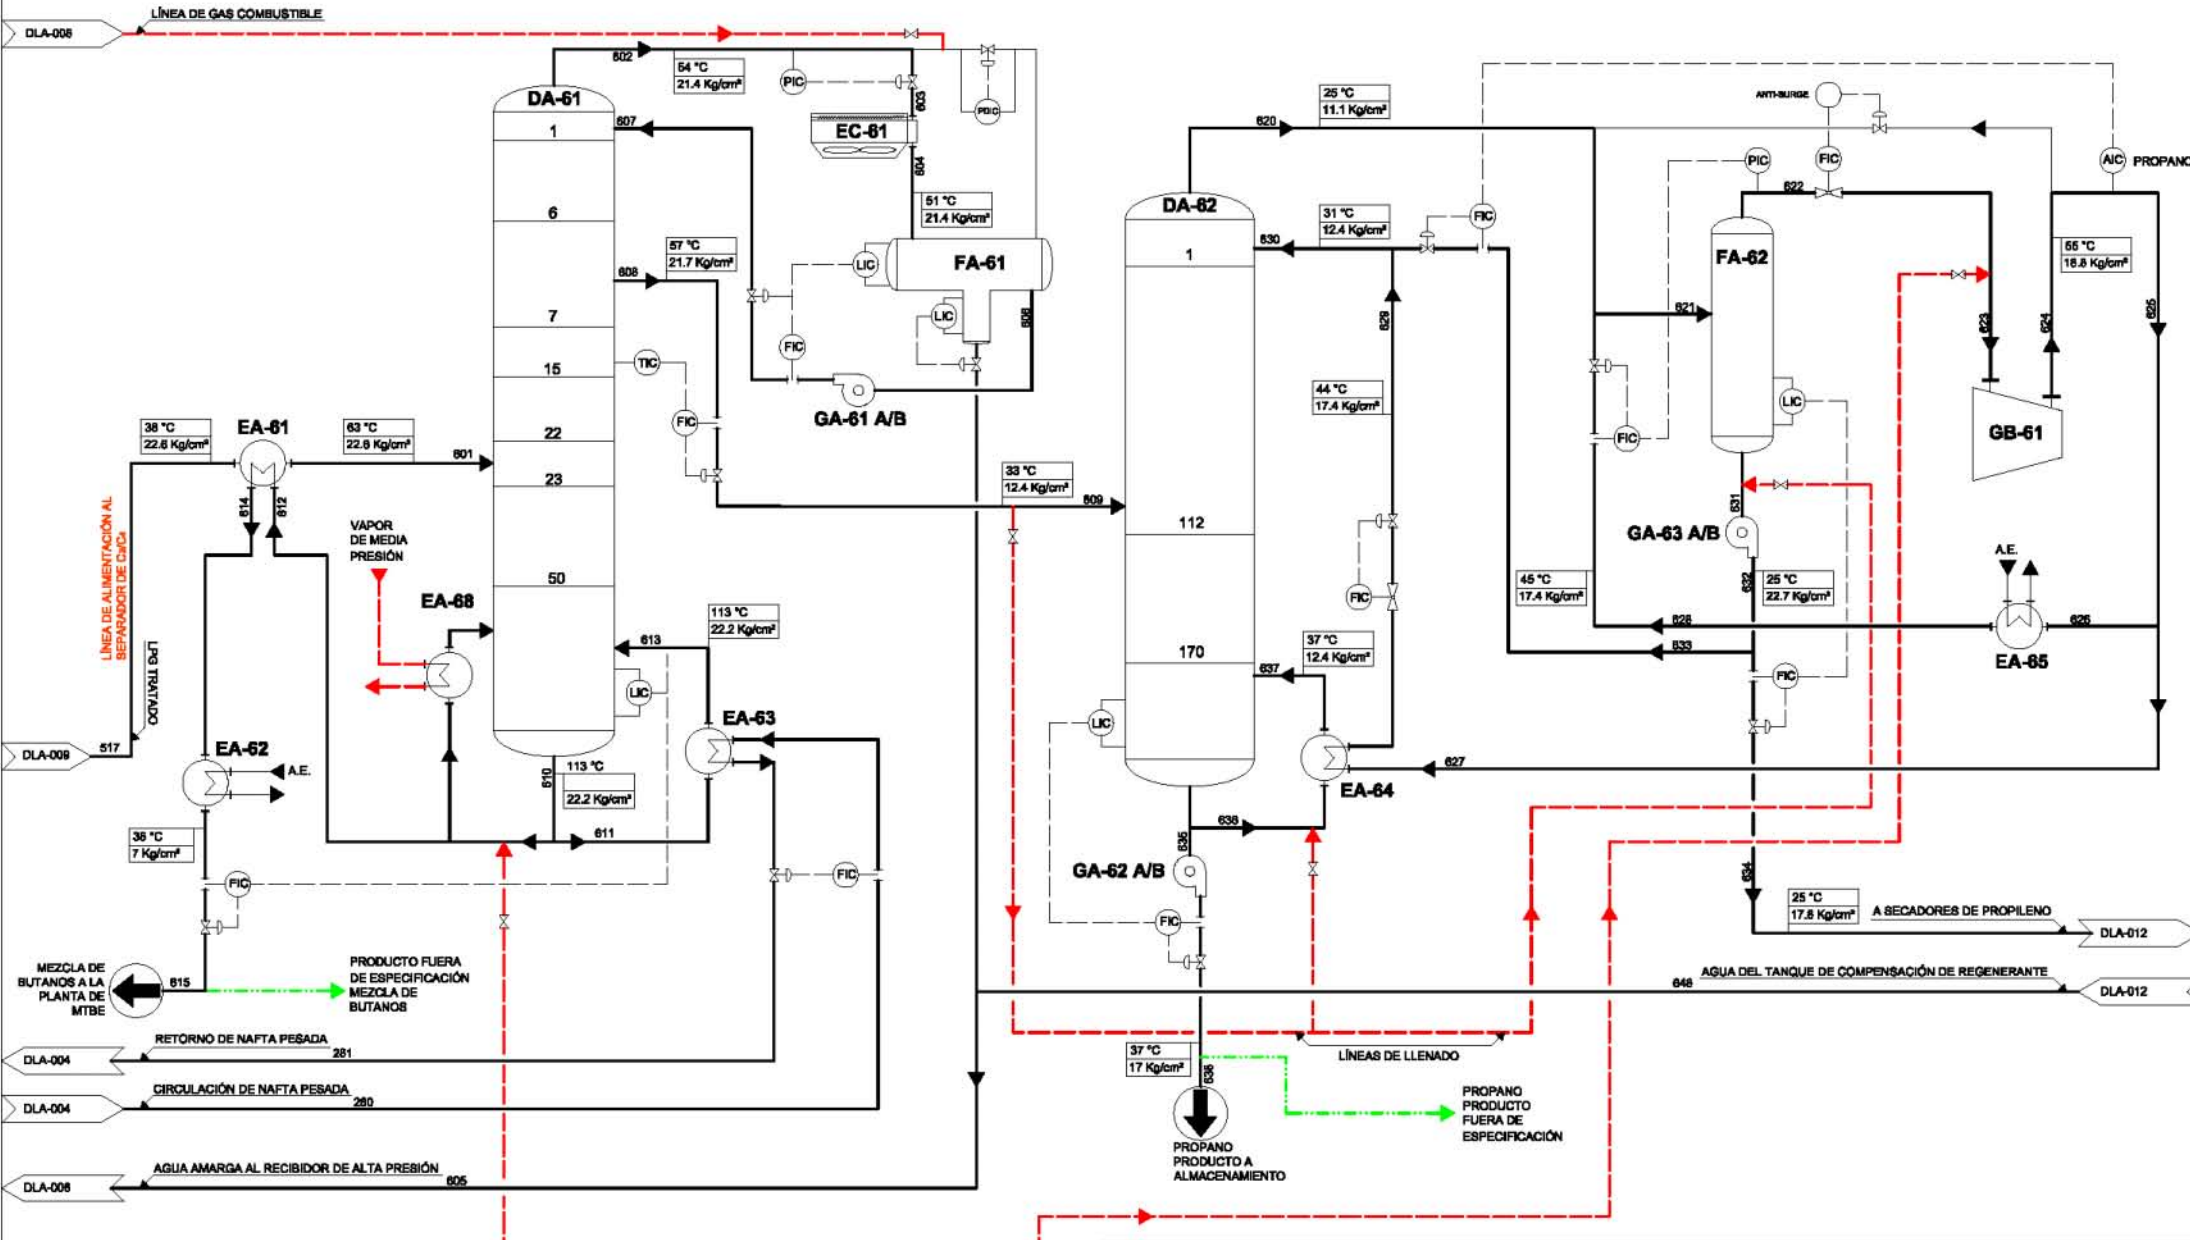 LÍNEA DE GAS COMBUSTIBLE
DLA-008
602
54 °C
21.4 Kg/cm²
PIC
603
PDIC
DA-61
1
6
7
15
22
23
50
607
EC-61
604
51 °C
21.4 Kg/cm²
57 °C
21.7 Kg/cm²
608
LIC
FA-61
LIC
606
FIC
TIC
FIC
GA-61 A/B
38 °C
22.6 Kg/cm²
EA-61
63 °C
22.6 Kg/cm²
601
614
612
LÍNEA DE ALIMENTACIÓN AL
SEPARADOR DE C3/C4
LPG TRATADO
VAPOR
DE MEDIA
PRESIÓN
EA-68
113 °C
22.2 Kg/cm²
613
LIC
EA-63
DLA-009
517
EA-62
A.E.
610
113 °C
22.2 Kg/cm²
611
38 °C
7 Kg/cm²
FIC
FIC
MEZCLA DE
BUTANOS A LA
PLANTA DE
MTBE
615
PRODUCTO FUERA
DE ESPECIFICACIÓN
MEZCLA DE
BUTANOS
RETORNO DE NAFTA PESADA
DLA-004
281
CIRCULACIÓN DE NAFTA PESADA
DLA-004
280
AGUA AMARGA AL RECIBIDOR DE ALTA PRESIÓN
DLA-006
605
33 °C
12.4 Kg/cm²
609
DA-62
1
112
170
620
25 °C
11.1 Kg/cm²
31 °C
12.4 Kg/cm²
630
FIC
629
44 °C
17.4 Kg/cm²
FIC
37 °C
12.4 Kg/cm²
637
EA-64
627
LIC
638
635
GA-62 A/B
FIC
37 °C
17 Kg/cm²
636
PROPANO
PRODUCTO A
ALMACENAMIENTO
PROPANO
PRODUCTO
FUERA DE
ESPECIFICACIÓN
LÍNEAS DE LLENADO
ANTI-SURGE
PIC
FIC
AIC
PROPANO
622
FA-62
621
LIC
FIC
623
624
55 °C
18.8 Kg/cm²
625
GB-61
631
GA-63 A/B
632
25 °C
22.7 Kg/cm²
45 °C
17.4 Kg/cm²
628
633
A.E.
EA-65
626
FIC
634
25 °C
17.8 Kg/cm²
A SECADORES DE PROPILENO
DLA-012
AGUA DEL TANQUE DE COMPENSACIÓN DE REGENERANTE
648
DLA-012